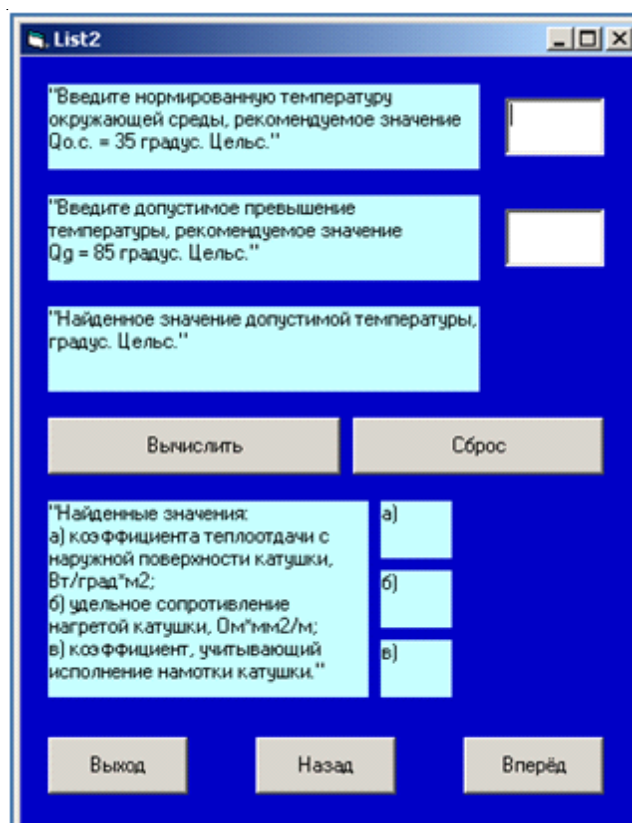 List2
"Введите нормированную температуру
окружающей среды, рекомендуемое значение
Qо.с. = 35 градус. Цельс."
"Введите допустимое превышение
температуры, рекомендуемое значение
Qg = 85 градус. Цельс."
"Найденное значение допустимой температуры,
градус. Цельс."
Вычислить
Сброс
"Найденные значения:
а) коэффициента теплоотдачи с
наружной поверхности катушки,
Вт/град*м2;
б) удельное сопротивление
нагретой катушки, Ом*мм2/м;
в) коэффициент, учитывающий
исполнение намотки катушки."
а)
б)
в)
Выход
Назад
Вперёд